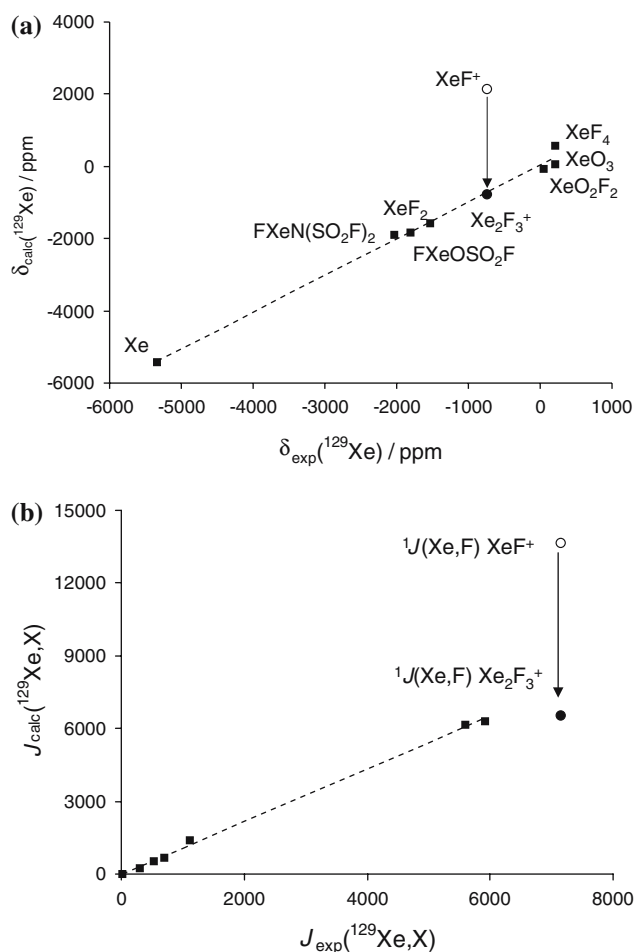 (a)
4000
2000
0
-2000
-4000
-6000
δcalc(¹²⁹Xe) / ppm
XeF⁺
XeF₄
XeO₃
XeO₂F₂
XeF₂
Xe₂F₃⁺
FXeN(SO₂F)₂
FXeOSO₂F
Xe
-6000 -5000 -4000 -3000 -2000 -1000 0 1000
δexp(¹²⁹Xe) / ppm
(b)
15000
12000
9000
6000
3000
0
Jcalc(¹²⁹Xe,X)
¹J(Xe,F) XeF⁺
¹J(Xe,F) Xe₂F₃⁺
0 2000 4000 6000 8000
Jexp(¹²⁹Xe,X)